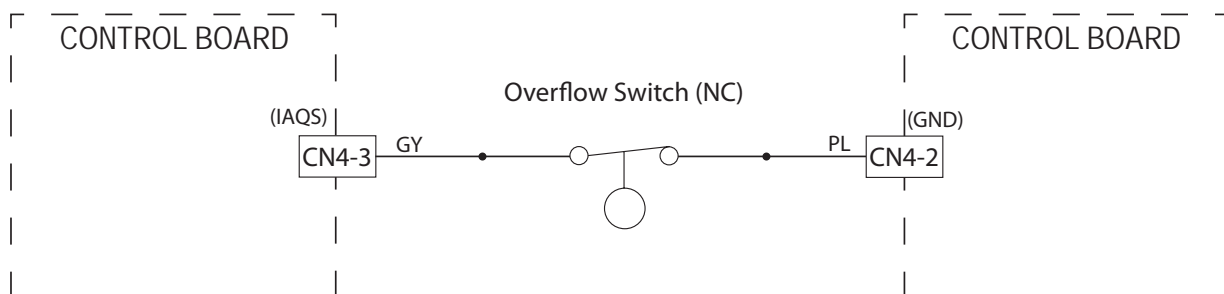 CONTROL BOARD
CONTROL BOARD
Overflow Switch (NC)
(IAQS)
(GND)
GY
PL
CN4-3
CN4-2